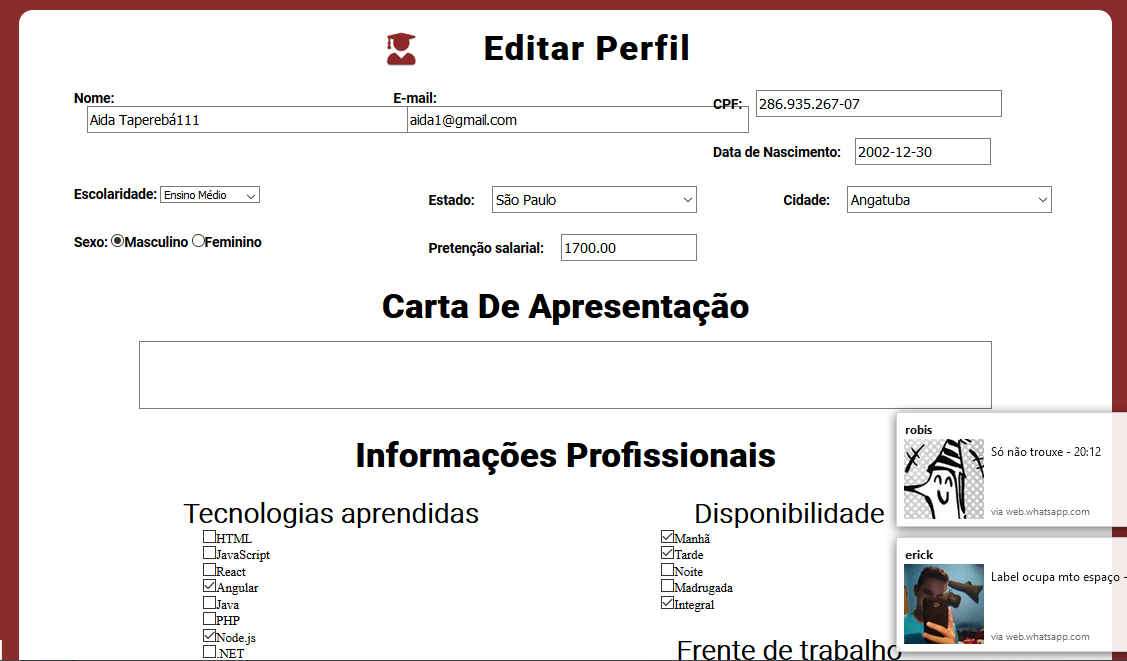 Editar Perfil
Nome:
E-mail:
CPF:
286.935.267-07
Aida Taperebá111
aida1@gmail.com
Data de Nascimento:
2002-12-30
Escolaridade:
Ensino Médio
Estado:
São Paulo
Cidade:
Angatuba
Sexo:
Masculino
Feminino
Pretenção salarial:
1700.00
Carta De Apresentação
Informações Profissionais
Tecnologias aprendidas
HTML
JavaScript
React
Angular
Java
PHP
Node.js
.NET
Disponibilidade
Manhã
Tarde
Noite
Madrugada
Integral
Frente de trabalho
robis
Só não trouxe - 20:12
via web.whatsapp.com
erick
Label ocupa mto espaço -
via web.whatsapp.com